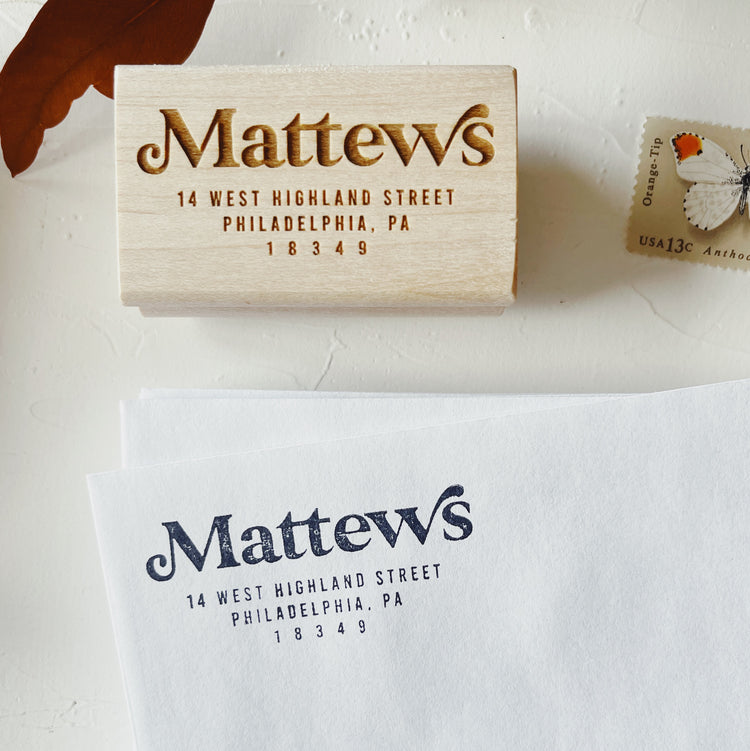 Mattews
14 WEST HIGHLAND STREET
PHILADELPHIA, PA
18349
Orange-Tip
USA 13c
Mattews
14 WEST HIGHLAND STREET
PHILADELPHIA, PA
18349